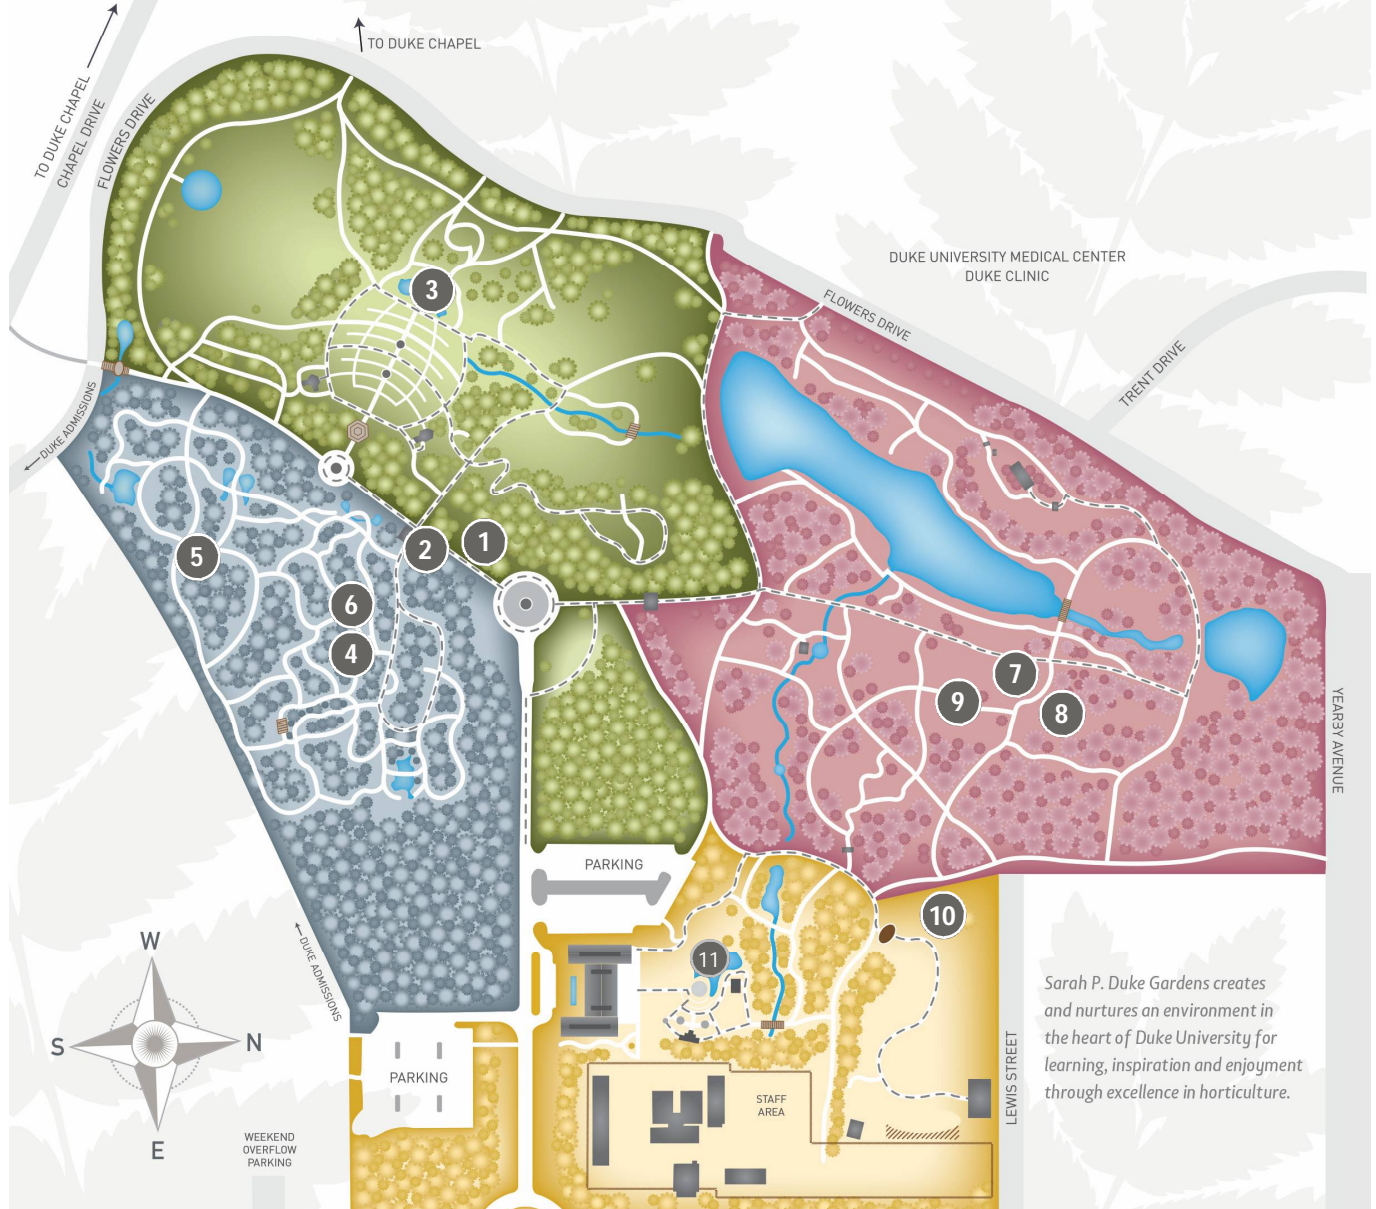 TO DUKE CHAPEL
TO DUKE CHAPEL
CHAPEL DRIVE
FLOWERS DRIVE
DUKE UNIVERSITY MEDICAL CENTER
DUKE CLINIC
FLOWERS DRIVE
TRENT DRIVE
3
DUKE ADMISSIONS
1
2
5
6
4
7
9
8
YEARBY AVENUE
PARKING
10
11
DUKE ADMISSIONS
W
S
N
E
Sarah P. Duke Gardens creates
and nurtures an environment in
the heart of Duke University for
learning, inspiration and enjoyment
through excellence in horticulture.
LEWIS STREET
PARKING
STAFF
AREA
WEEKEND
OVERFLOW
PARKING